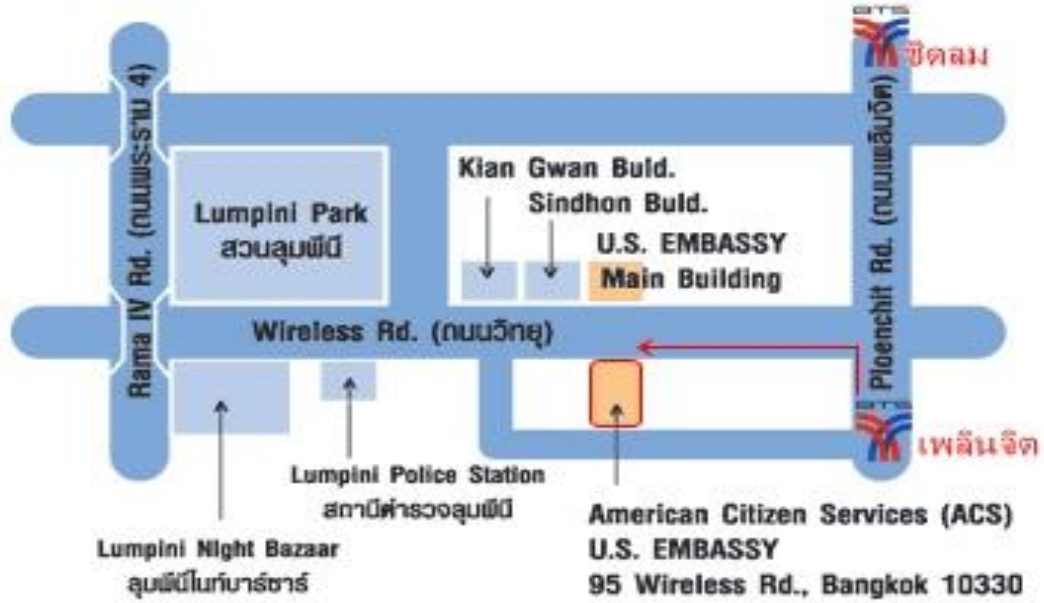 BTS
ชิดลม
Rama IV Rd. (ถนนพระราม 4)
Ploenchit Rd. (ถนนเพลินจิต)
Lumpini Park
สวนลุมพีนี
Kian Gwan Buld.
Sindhon Buld.
U.S. EMBASSY
Main Building
Wireless Rd. (ถนนวิทยุ)
BTS
เพลินจิต
Lumpini Police Station
สถานีตำรวจลุมพีนี
Lumpini Night Bazaar
ลุมพีนีไนท์บาร์ซาร์
American Citizen Services (ACS)
U.S. EMBASSY
95 Wireless Rd., Bangkok 10330